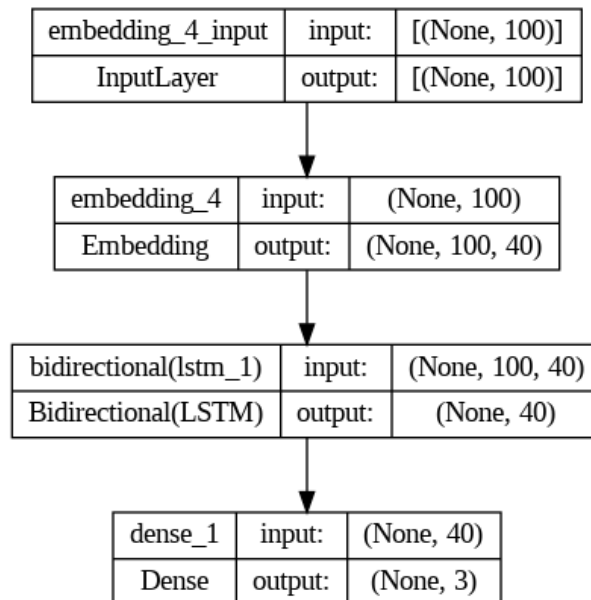 embedding_4_input input: [(None, 100)]
InputLayer output: [(None, 100)]
embedding_4 input: (None, 100)
Embedding output: (None, 100, 40)
bidirectional(lstm_1) input: (None, 100, 40)
Bidirectional(LSTM) output: (None, 40)
dense_1 input: (None, 40)
Dense output: (None, 3)